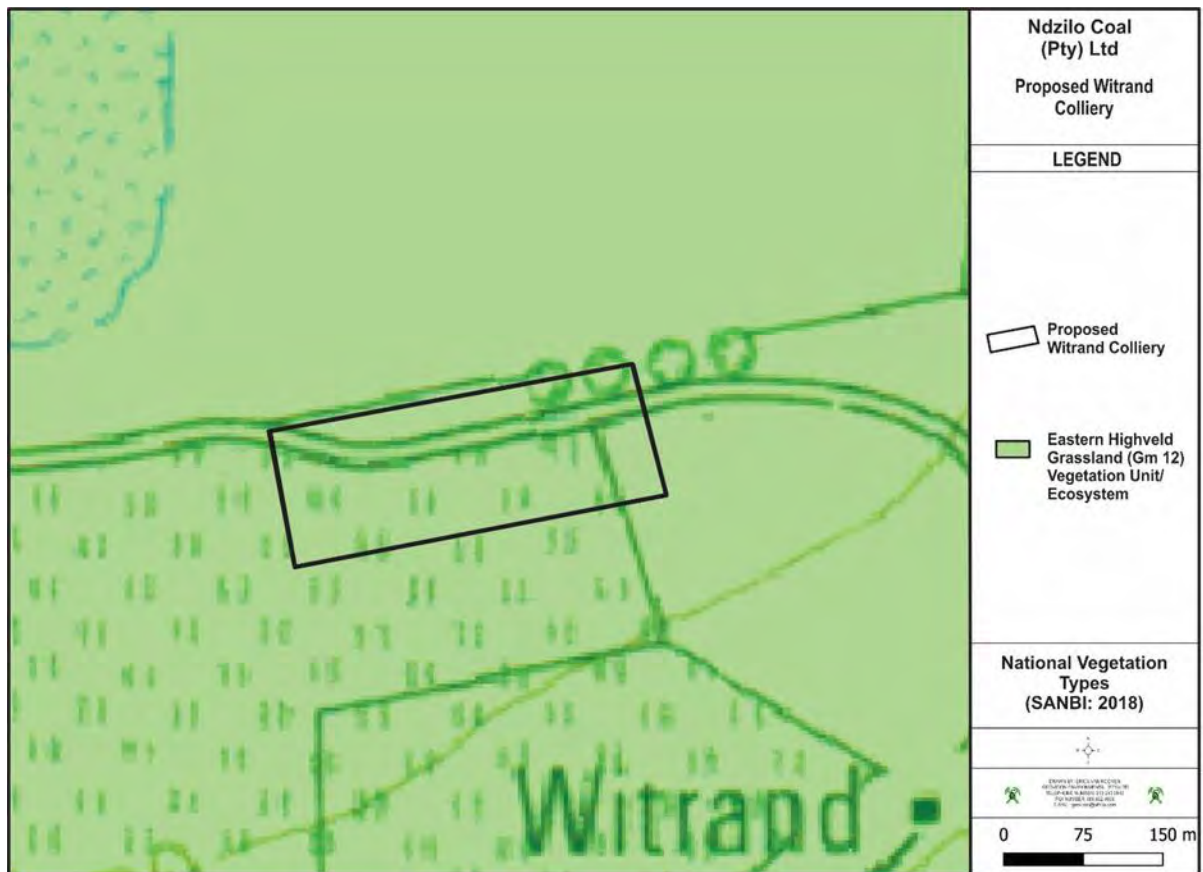 Ndzilo Coal
(Pty) Ltd
Proposed Witrand
Colliery
LEGEND
Proposed
Witrand Colliery
Eastern Highveld
Grassland (Gm 12)
Vegetation Unit/
Ecosystem
National Vegetation
Types
(SANBI: 2018)
0 75 150 m
Witrand